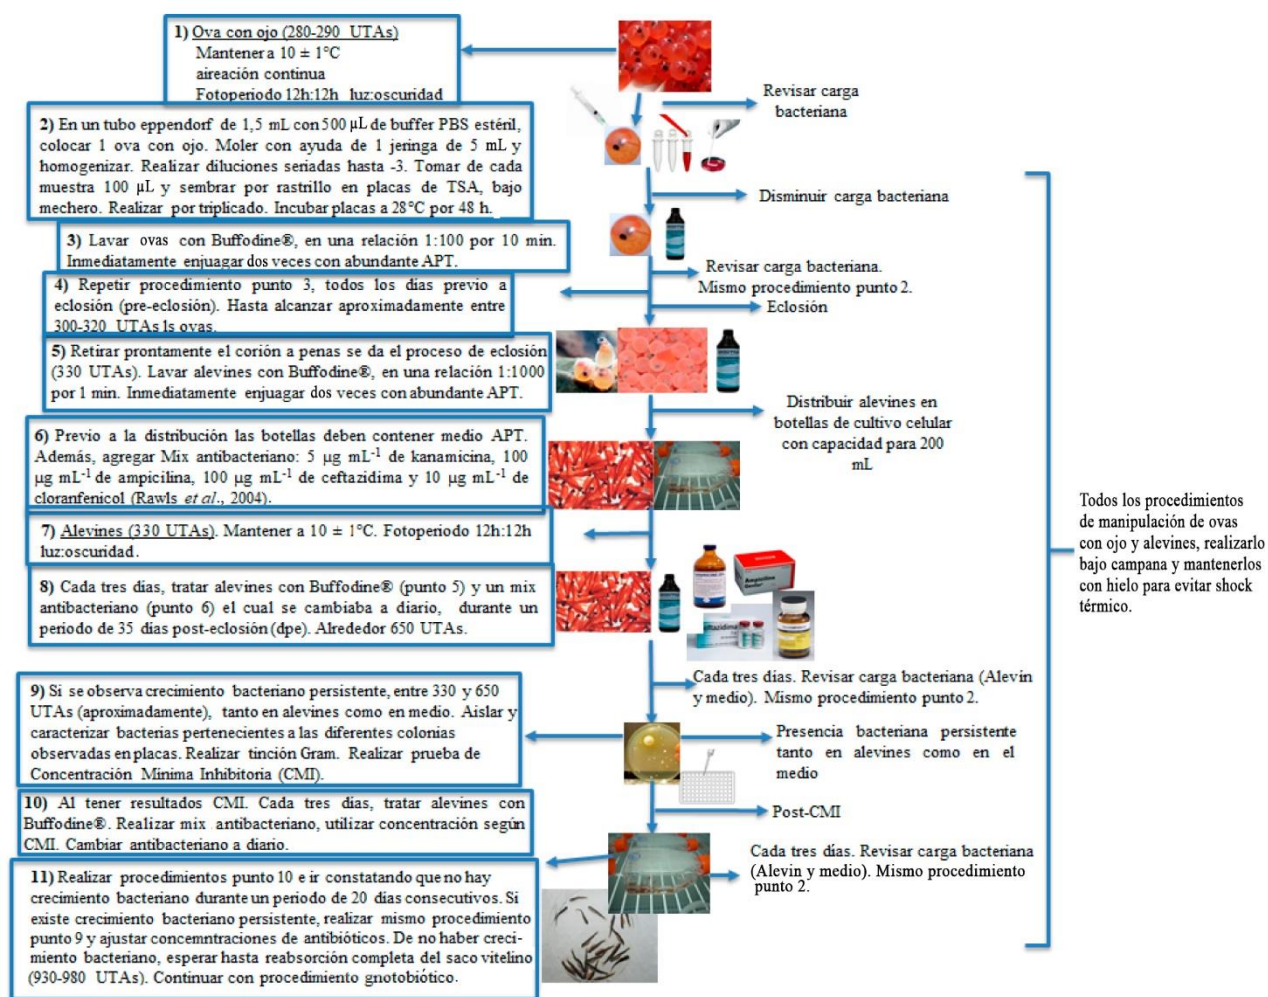 1) Ova con ojo (280-290 UTAs)
Mantener a 10 ± 1°C
aireación continua
Fotoperiodo 12h:12h luz:oscuridad
Revisar carga
bacteriana
2) En un tubo eppendorf de 1,5 mL con 500 µL de buffer PBS estéril,
colocar 1 ova con ojo. Moler con ayuda de 1 jeringa de 5 mL y
homogenizar. Realizar diluciones seriadas hasta -3. Tomar de cada
muestra 100 µL y sembrar por rastrillo en placas de TSA, bajo
mechero. Realizar por triplicado. Incubar placas a 28°C por 48 h.
Disminuir carga bacteriana
3) Lavar ovas con Buffodine®, en una relación 1:100 por 10 min.
Inmediatamente enjuagar dos veces con abundante APT.
Revisar carga bacteriana.
Mismo procedimiento punto 2.
4) Repetir procedimiento punto 3, todos los días previo a
eclosión (pre-eclosión). Hasta alcanzar aproximadamente entre
300-320 UTAs ls ovas.
Eclosión
5) Retirar prontamente el corión a penas se da el proceso de eclosión
(330 UTAs). Lavar alevines con Buffodine®, en una relación 1:1000
por 1 min. Inmediatamente enjuagar dos veces con abundante APT.
Distribuir alevines en
botellas de cultivo celular
con capacidad para 200
mL
6) Previo a la distribución las botellas deben contener medio APT.
Además, agregar Mix antibacteriano: 5 µg mL⁻¹ de kanamicina, 100
µg mL⁻¹ de ampicilina, 100 µg mL⁻¹ de ceftazidima y 10 µg mL⁻¹ de
cloranfenicol (Rawls et al., 2004).
7) Alevines (330 UTAs). Mantener a 10 ± 1°C. Fotoperiodo 12h:12h
luz:oscuridad.
8) Cada tres días, tratar alevines con Buffodine® (punto 5) y un mix
antibacteriano (punto 6) el cual se cambiaba a diario, durante un
periodo de 35 días post-eclosión (dpe). Alrededor 650 UTAs.
Cada tres días. Revisar carga bacteriana (Alevin
y medio). Mismo procedimiento punto 2.
9) Si se observa crecimiento bacteriano persistente, entre 330 y 650
UTAs (aproximadamente), tanto en alevines como en medio. Aislar y
caracterizar bacterias pertenecientes a las diferentes colonias
observadas en placas. Realizar tinción Gram. Realizar prueba de
Concentración Minima Inhibitoria (CMI).
Presencia bacteriana persistente
tanto en alevines como en el
medio
10) Al tener resultados CMI. Cada tres días, tratar alevines con
Buffodine®. Realizar mix antibacteriano, utilizar concentración según
CMI. Cambiar antibacteriano a diario.
Post-CMI
Cada tres días. Revisar carga bacteriana
(Alevin y medio). Mismo procedimiento
punto 2.
11) Realizar procedimientos punto 10 e ir constatando que no hay
crecimiento bacteriano durante un periodo de 20 días consecutivos. Si
existe crecimiento bacteriano persistente, realizar mismo procedimiento
punto 9 y ajustar concemntraciones de antibióticos. De no haber creci-
miento bacteriano, esperar hasta reabsorción completa del saco vitelino
(930-980 UTAs). Continuar con procedimiento gnotobiótico.
Todos los procedimientos
de manipulación de ovas
con ojo y alevines, realizarlo
bajo campana y mantenerlos
con hielo para evitar shock
térmico.